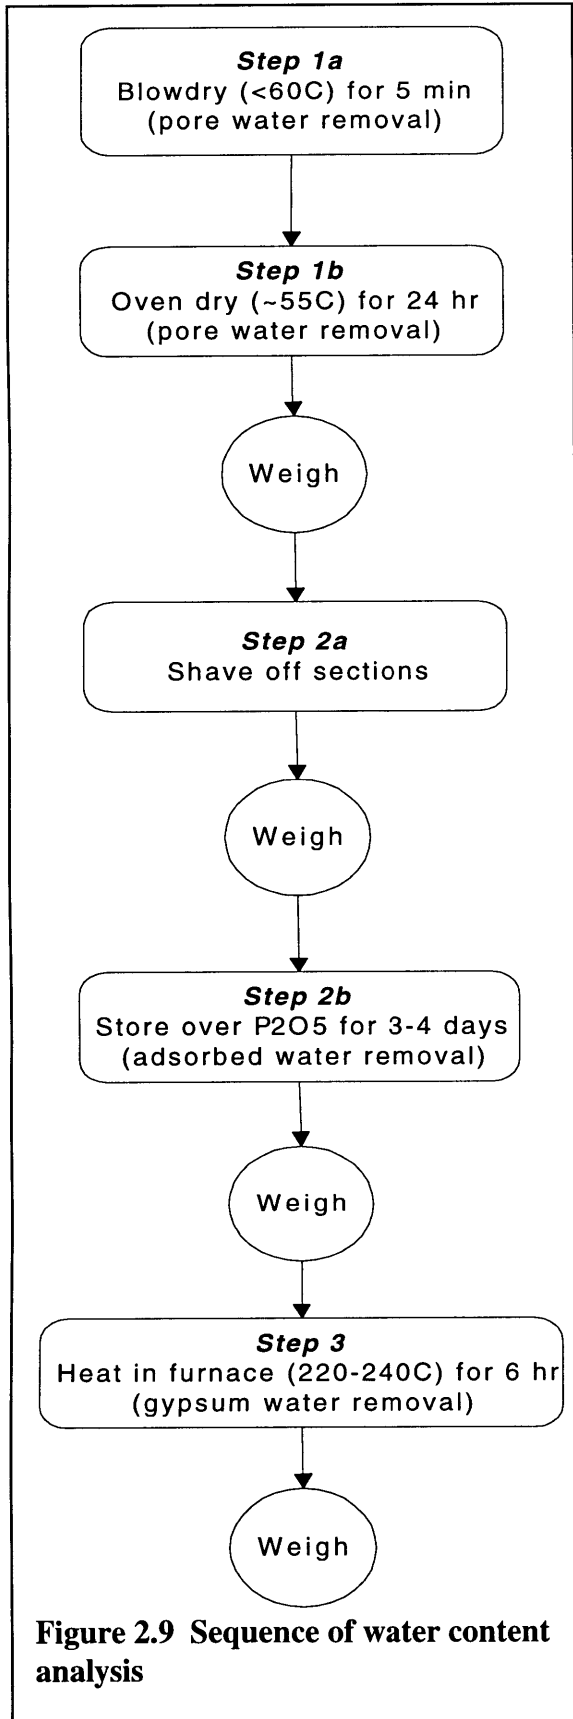 Step 1a
Blowdry (<60C) for 5 min
(pore water removal)
Step 1b
Oven dry (~55C) for 24 hr
(pore water removal)
Weigh
Step 2a
Shave off sections
Weigh
Step 2b
Store over P2O5 for 3-4 days
(adsorbed water removal)
Weigh
Step 3
Heat in furnace (220-240C) for 6 hr
(gypsum water removal)
Weigh
Figure 2.9 Sequence of water content
analysis